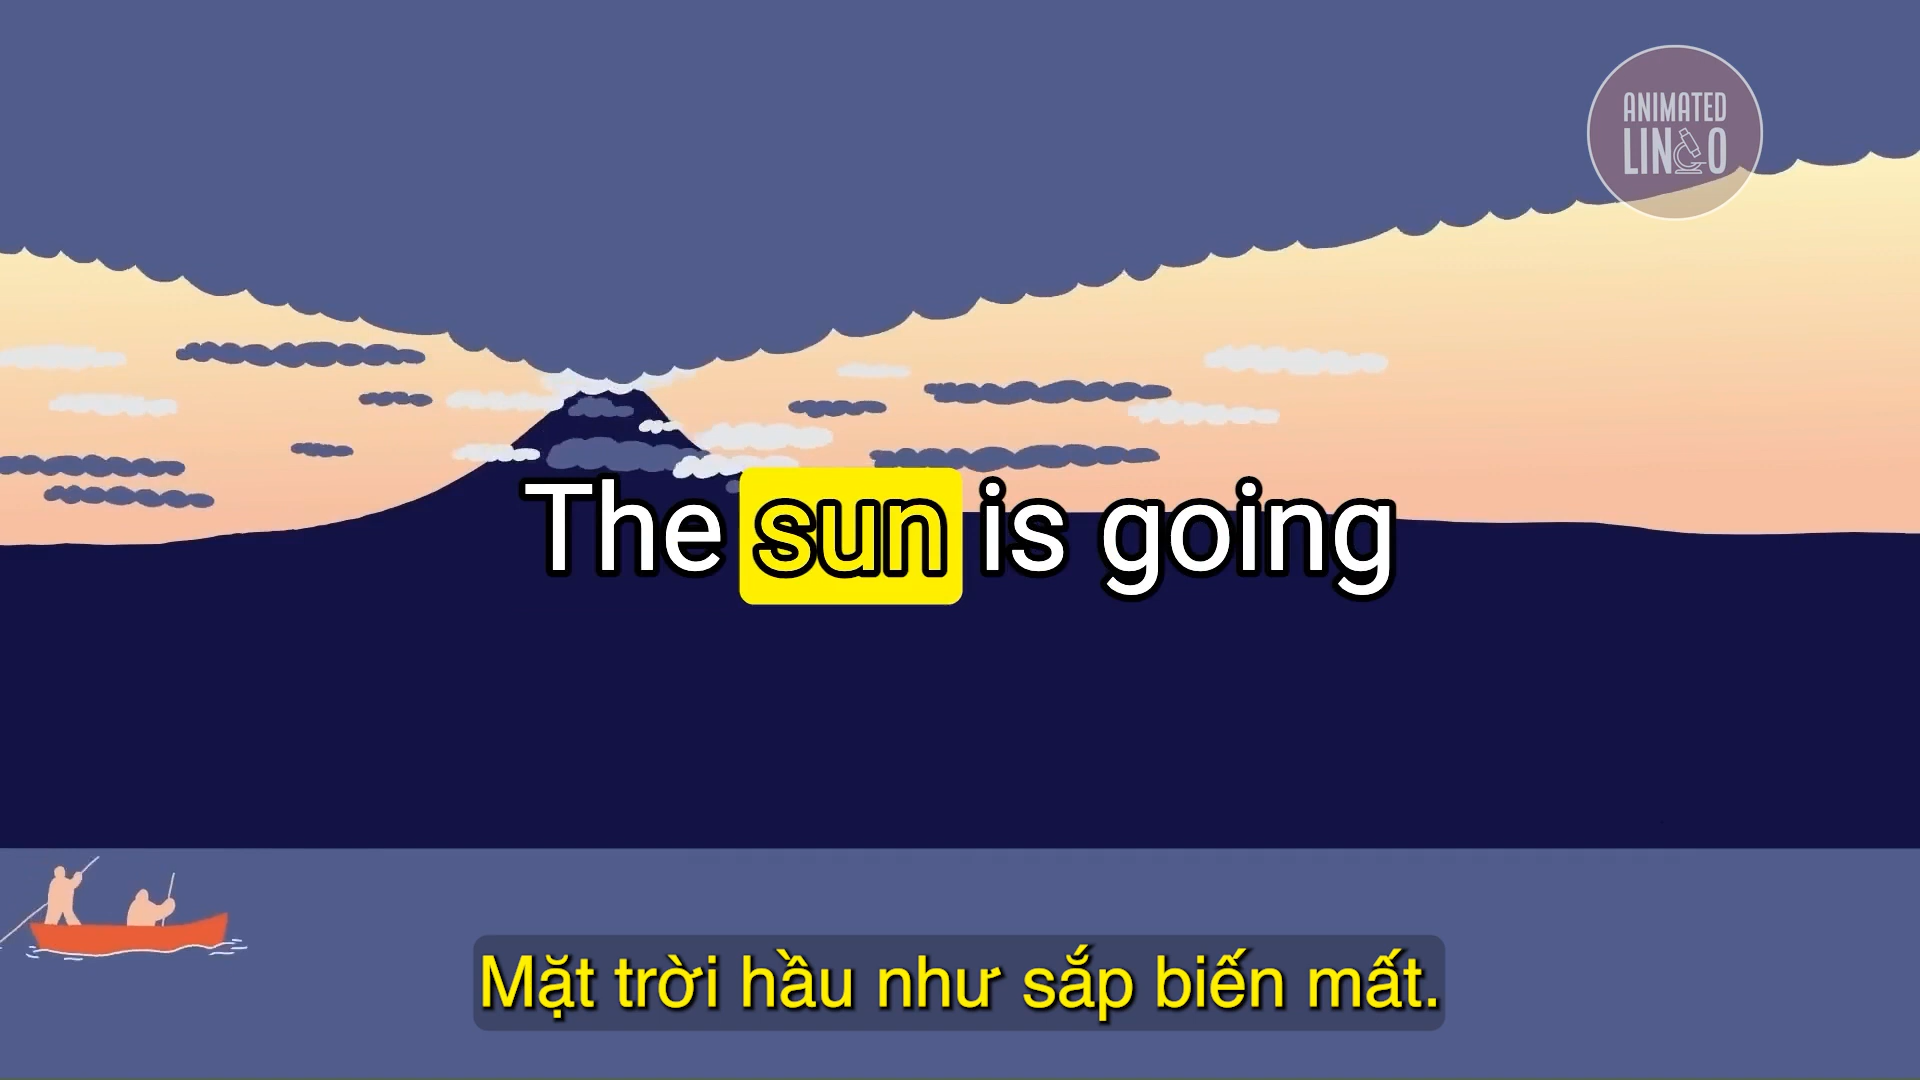 ANIMATED
LINGO
The sun is going
Mặt trời hầu như sắp biến mất.